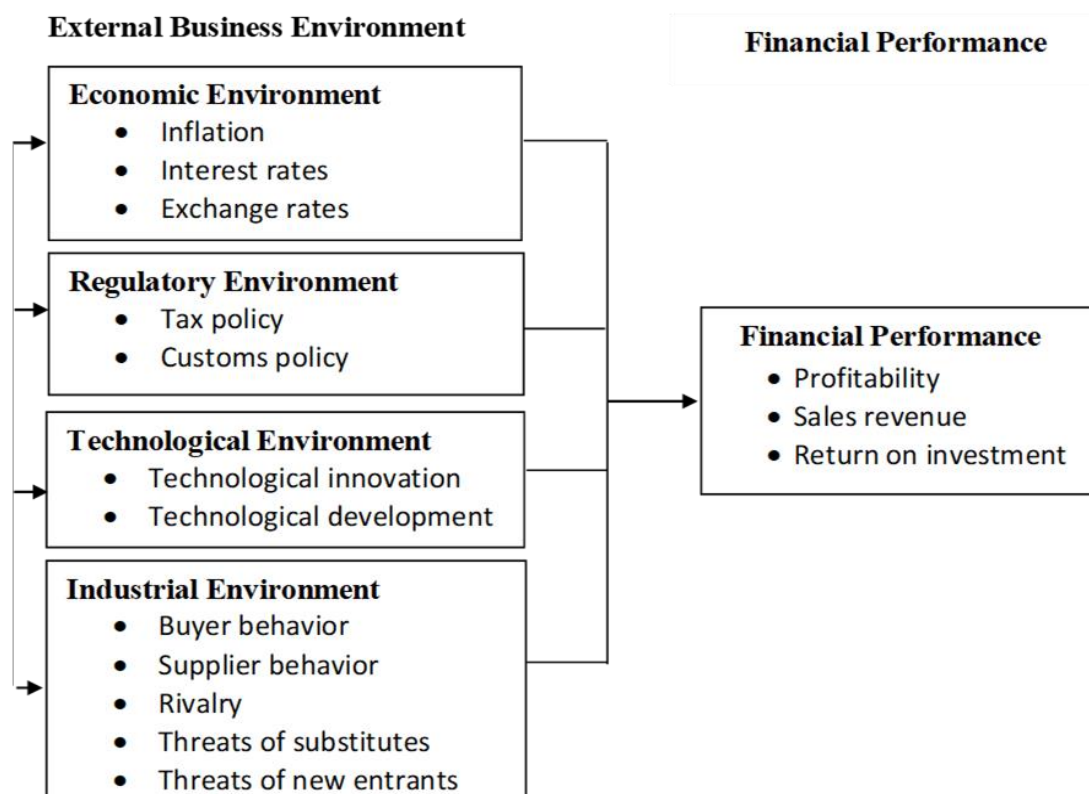 External Business Environment
Financial Performance
Economic Environment
• Inflation
• Interest rates
• Exchange rates
Regulatory Environment
• Tax policy
• Customs policy
Technological Environment
• Technological innovation
• Technological development
Industrial Environment
• Buyer behavior
• Supplier behavior
• Rivalry
• Threats of substitutes
• Threats of new entrants
Financial Performance
• Profitability
• Sales revenue
• Return on investment